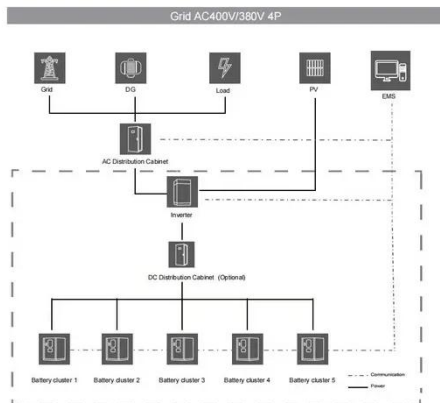 Grid AC400V/380V 4P
Grid
DG
Load
PV
EMS
AC Distribution Cabinet
Inverter
DC Distribution Cabinet (Optional)
Battery cluster 1
Battery cluster 2
Battery cluster 3
Battery cluster 4
Battery cluster 5
Communication
Power